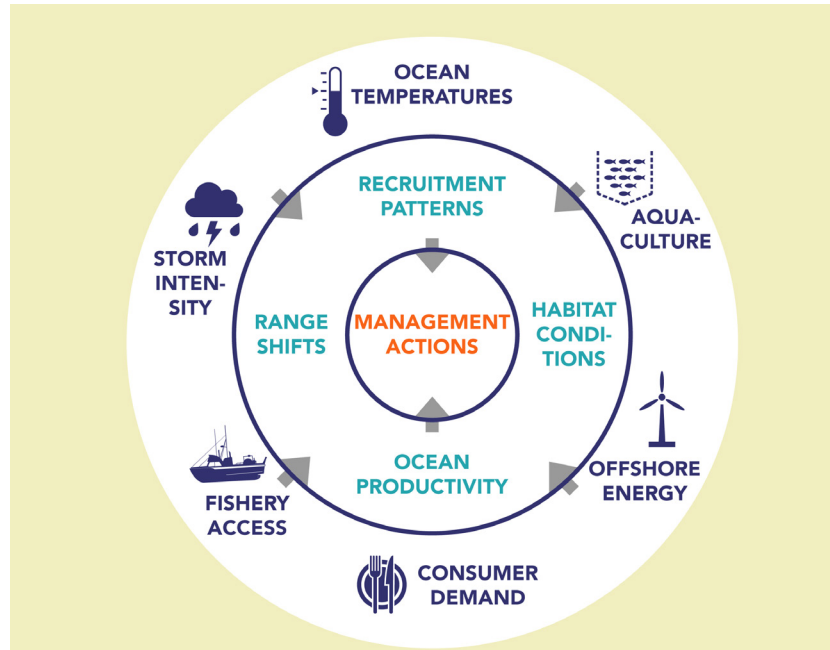 OCEAN
TEMPERATURES
RECRUITMENT
PATTERNS
AQUA-
CULTURE
STORM
INTEN-
SITY
RANGE
SHIFTS
MANAGEMENT
ACTIONS
HABITAT
CONDI-
TIONS
OCEAN
PRODUCTIVITY
OFFSHORE
ENERGY
FISHERY
ACCESS
CONSUMER
DEMAND